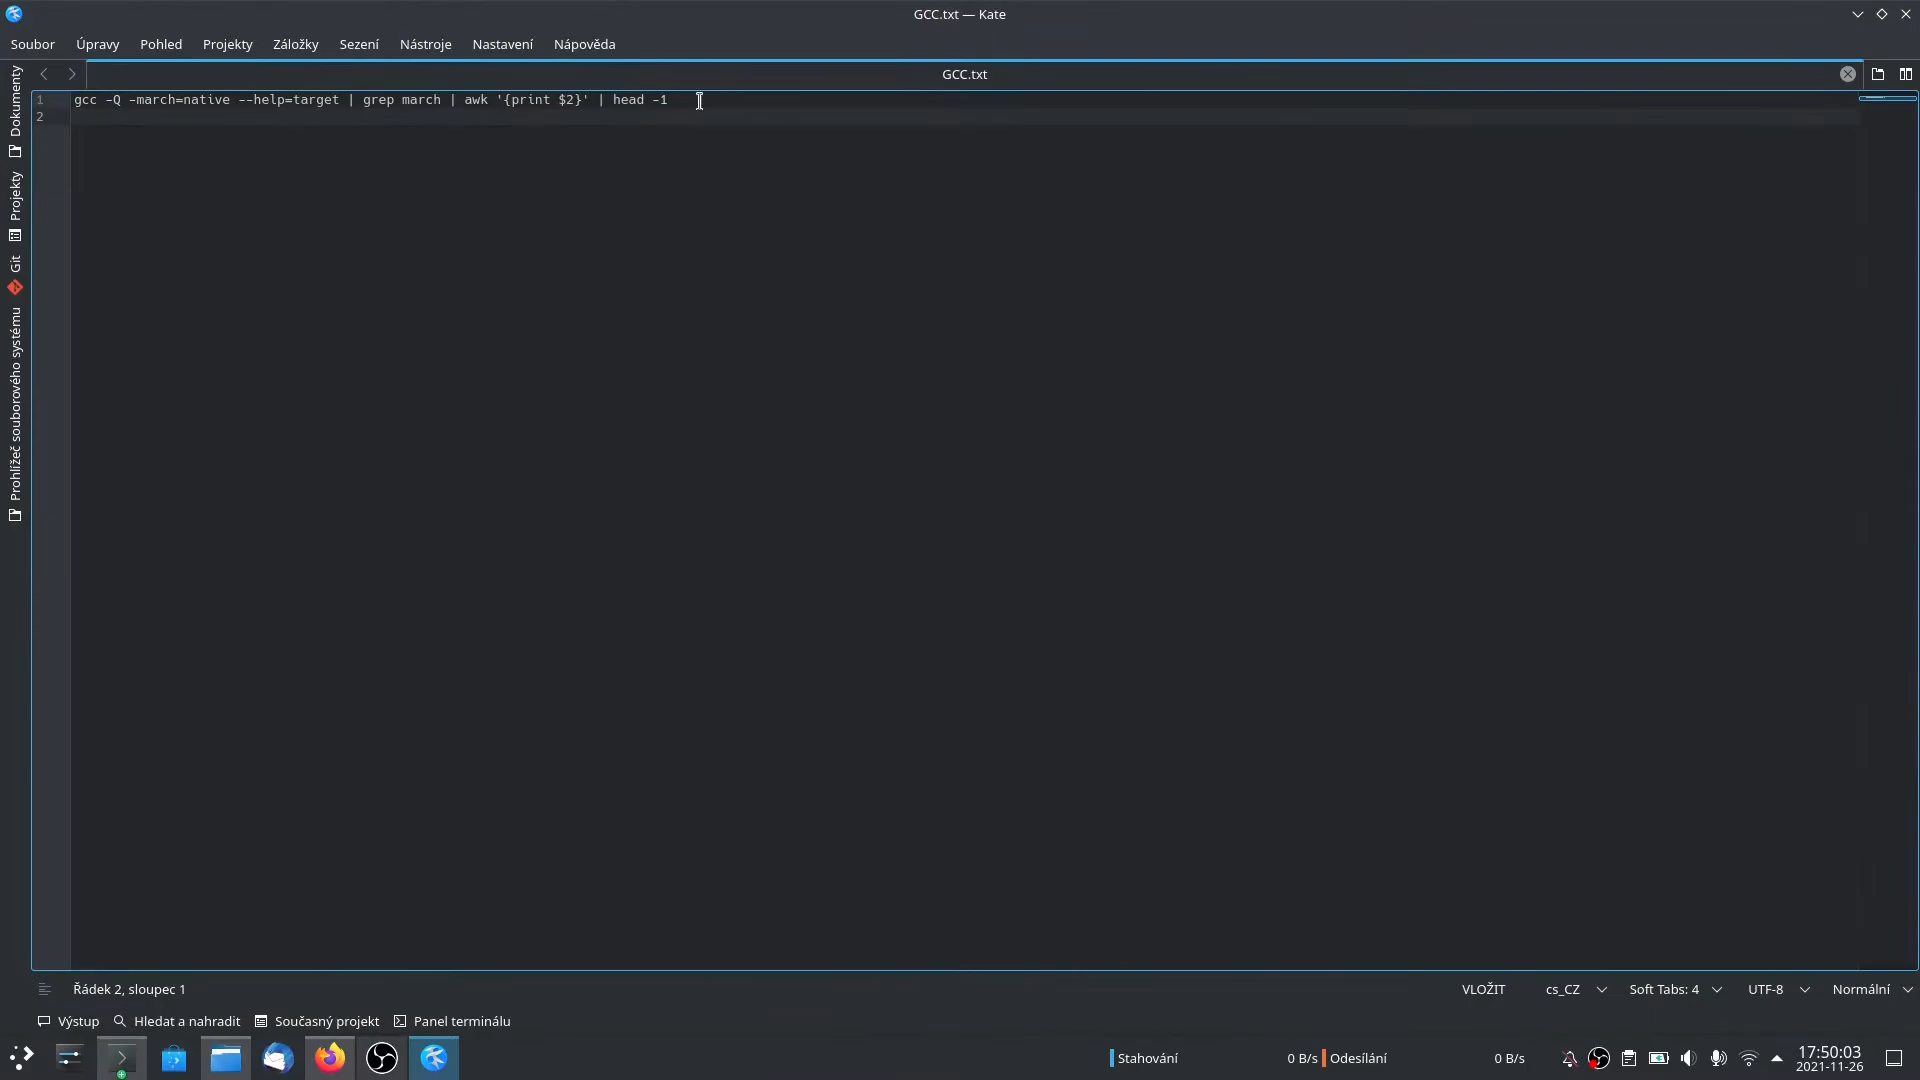 GCC.txt — Kate
Soubor Úpravy Pohled Projekty Záložky Sezení Nástroje Nastavení Nápověda
GCC.txt
Dokumenty
Projekty
Git
Prohlížeč souborového systému
1 gcc -Q -march=native --help=target | grep march | awk '{print $2}' | head -1
2
Řádek 2, sloupec 1 VLOŽIT cs_CZ Soft Tabs: 4 UTF-8 Normální
Výstup Hledat a nahradit Současný projekt Panel terminálu
Stahování 0 B/s Odesílání 0 B/s 17:50:03
2021-11-26